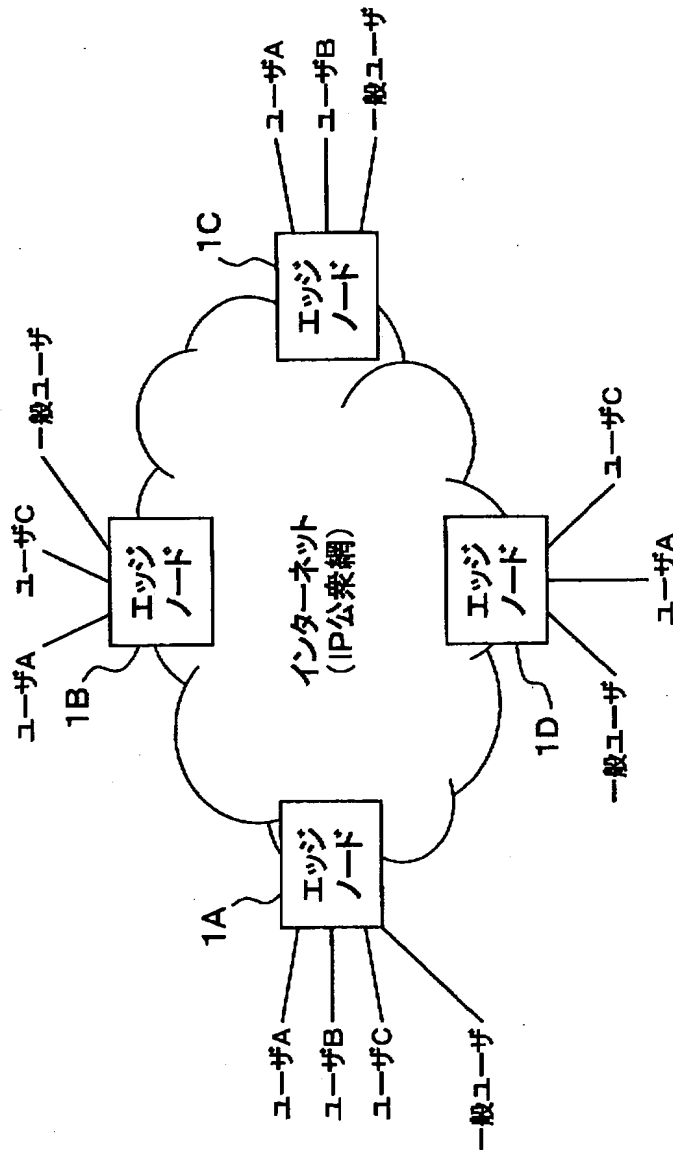 ユーザA
ユーザC
一般ユーザ
1B
エッジ
ノード
1A
エッジ
ノード
ユーザA
ユーザB
ユーザC
一般ユーザ
インターネット
(IP公衆網)
1C
エッジ
ノード
ユーザA
ユーザB
一般ユーザ
エッジ
ノード
1D
一般ユーザ
ユーザA
ユーザC